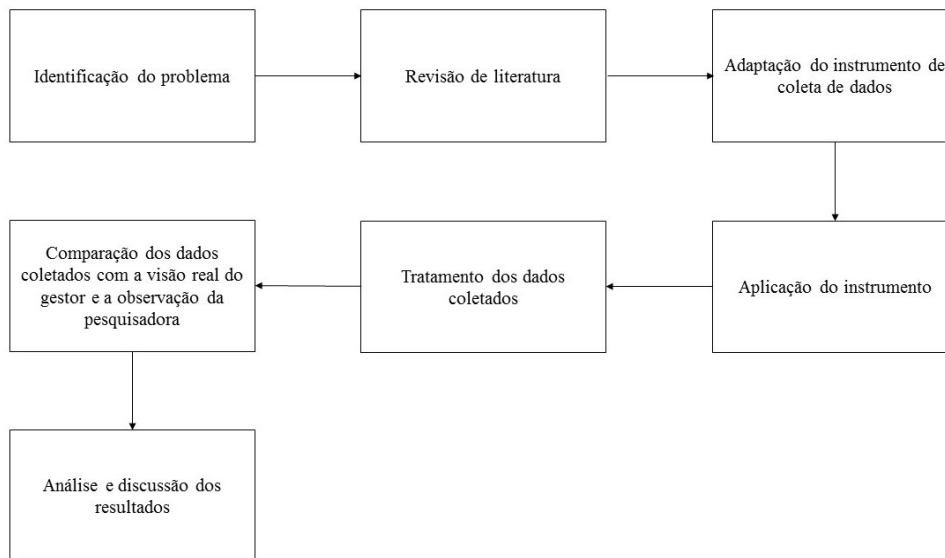 Identificação do problema
Revisão de literatura
Adaptação do instrumento de
coleta de dados
Aplicação do instrumento
Tratamento dos dados
coletados
Comparação dos dados
coletados com a visão real do
gestor e a observação da
pesquisadora
Análise e discussão dos
resultados